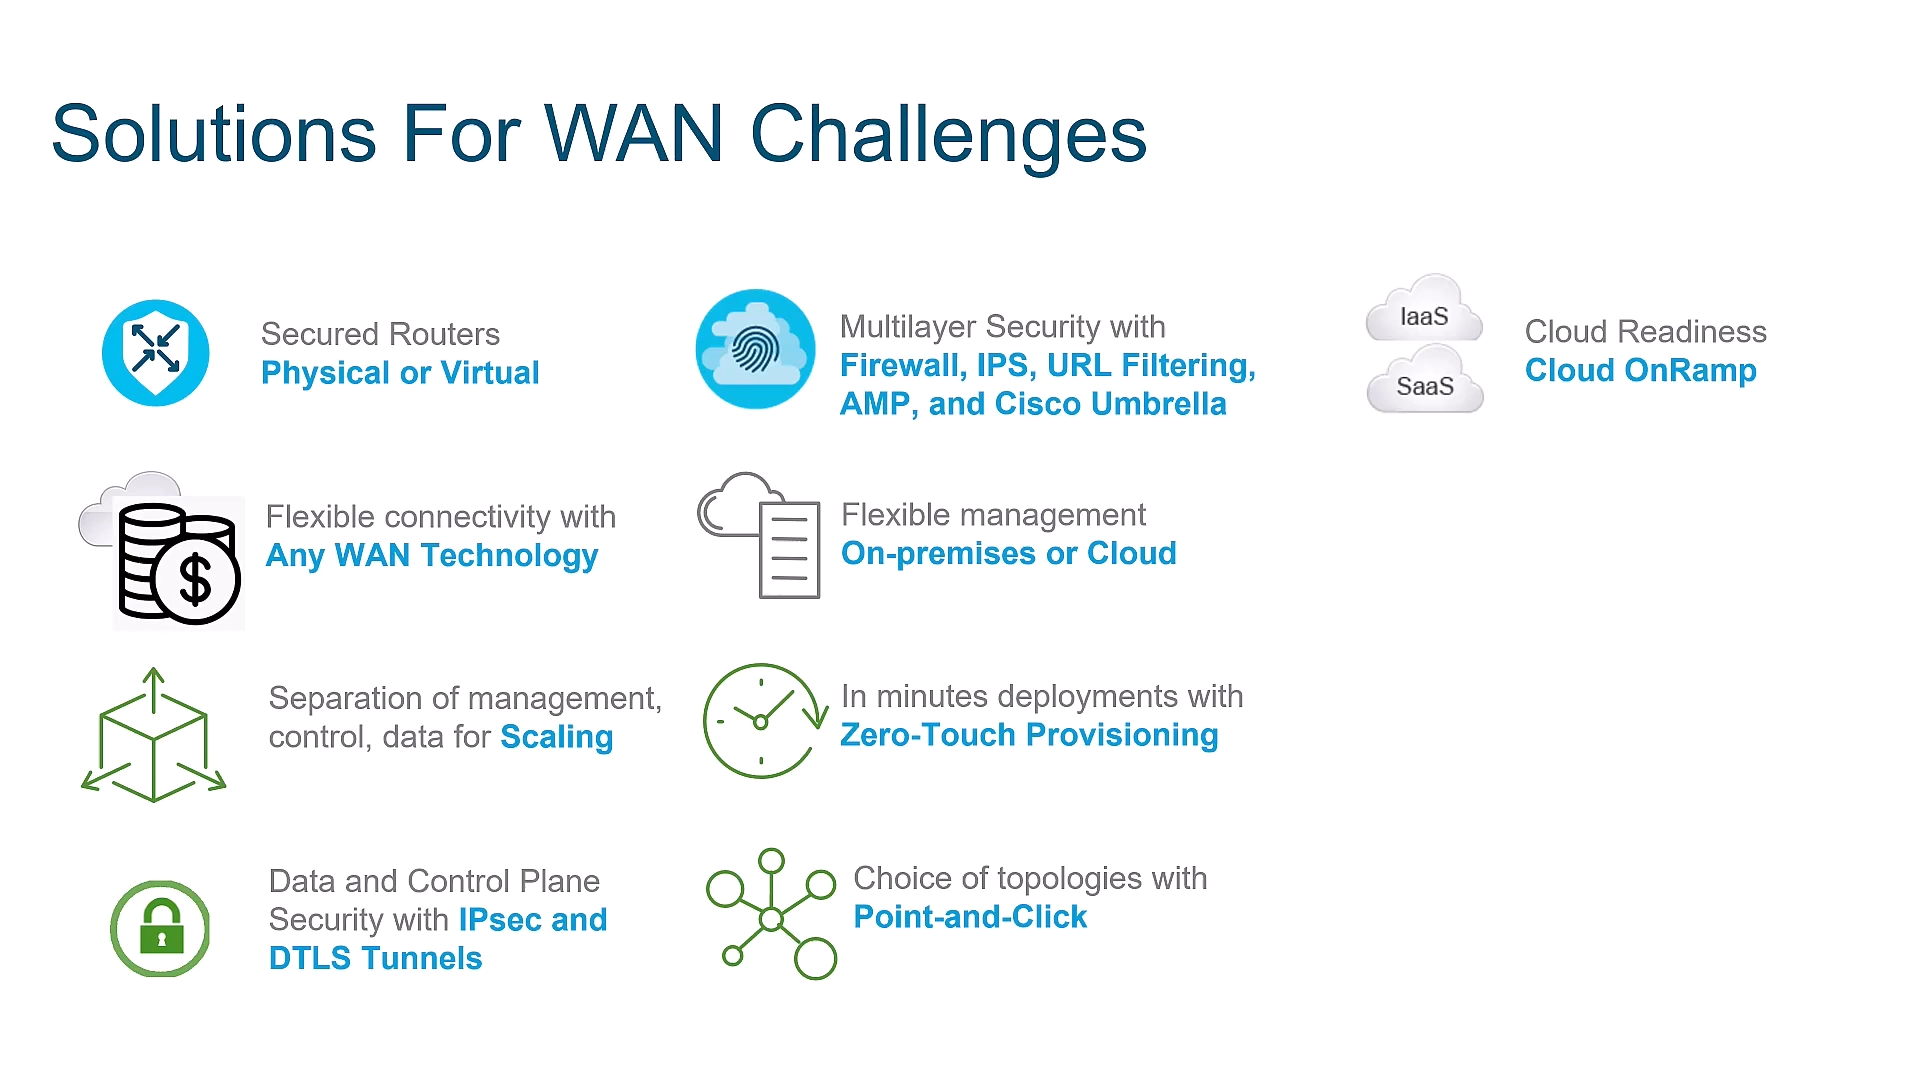 Solutions For WAN Challenges
Secured Routers
Physical or Virtual
Flexible connectivity with
Any WAN Technology
$
Separation of management,
control, data for Scaling
Data and Control Plane
Security with IPsec and
DTLS Tunnels
Multilayer Security with
Firewall, IPS, URL Filtering,
AMP, and Cisco Umbrella
Flexible management
On-premises or Cloud
In minutes deployments with
Zero-Touch Provisioning
Choice of topologies with
Point-and-Click
IaaS
SaaS
Cloud Readiness
Cloud OnRamp